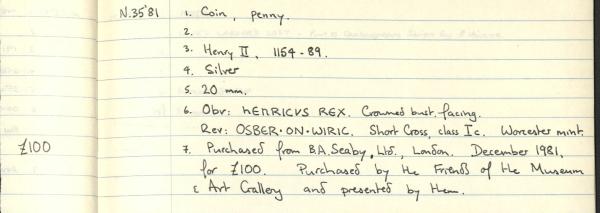 N.35'81 1. Coin, penny.
2.
3. Henry II, 1154-89.
4. Silver
5. 20 mm.
6. Obv: hENRICVS REX. Crowned bust facing.
Rev: OSBER·ON·WIRIC. Short Cross, class Ic. Worcester mint.
£100 7. Purchased from B.A. Seaby, Ltd., London. December 1981,
for £100. Purchased by the Friends of the Museum
& Art Gallery and presented by them.